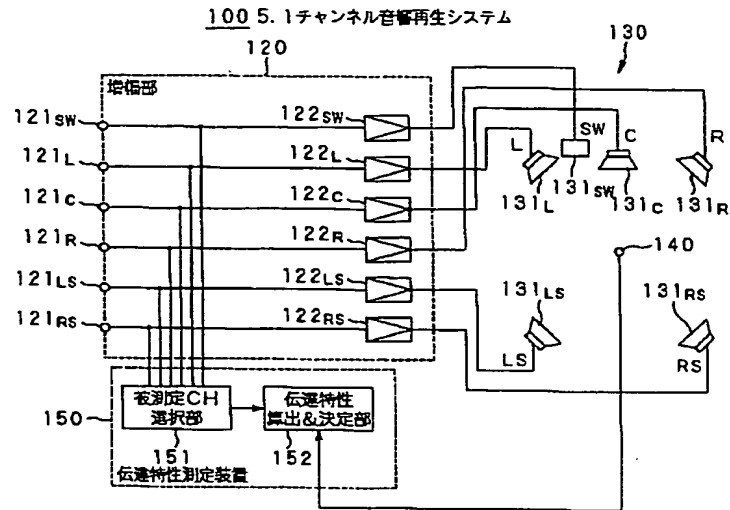 100 5.1チャンネル音響再生システム
120
130
増幅部
121SW
122SW
121L
122L
121C
122C
121R
122R
121LS
122LS
121RS
122RS
L
SW
C
R
131L
131SW
131C
131R
140
131LS
131RS
LS
RS
150
被測定CH
選択部
151
伝達特性
算出&決定部
152
伝達特性測定装置